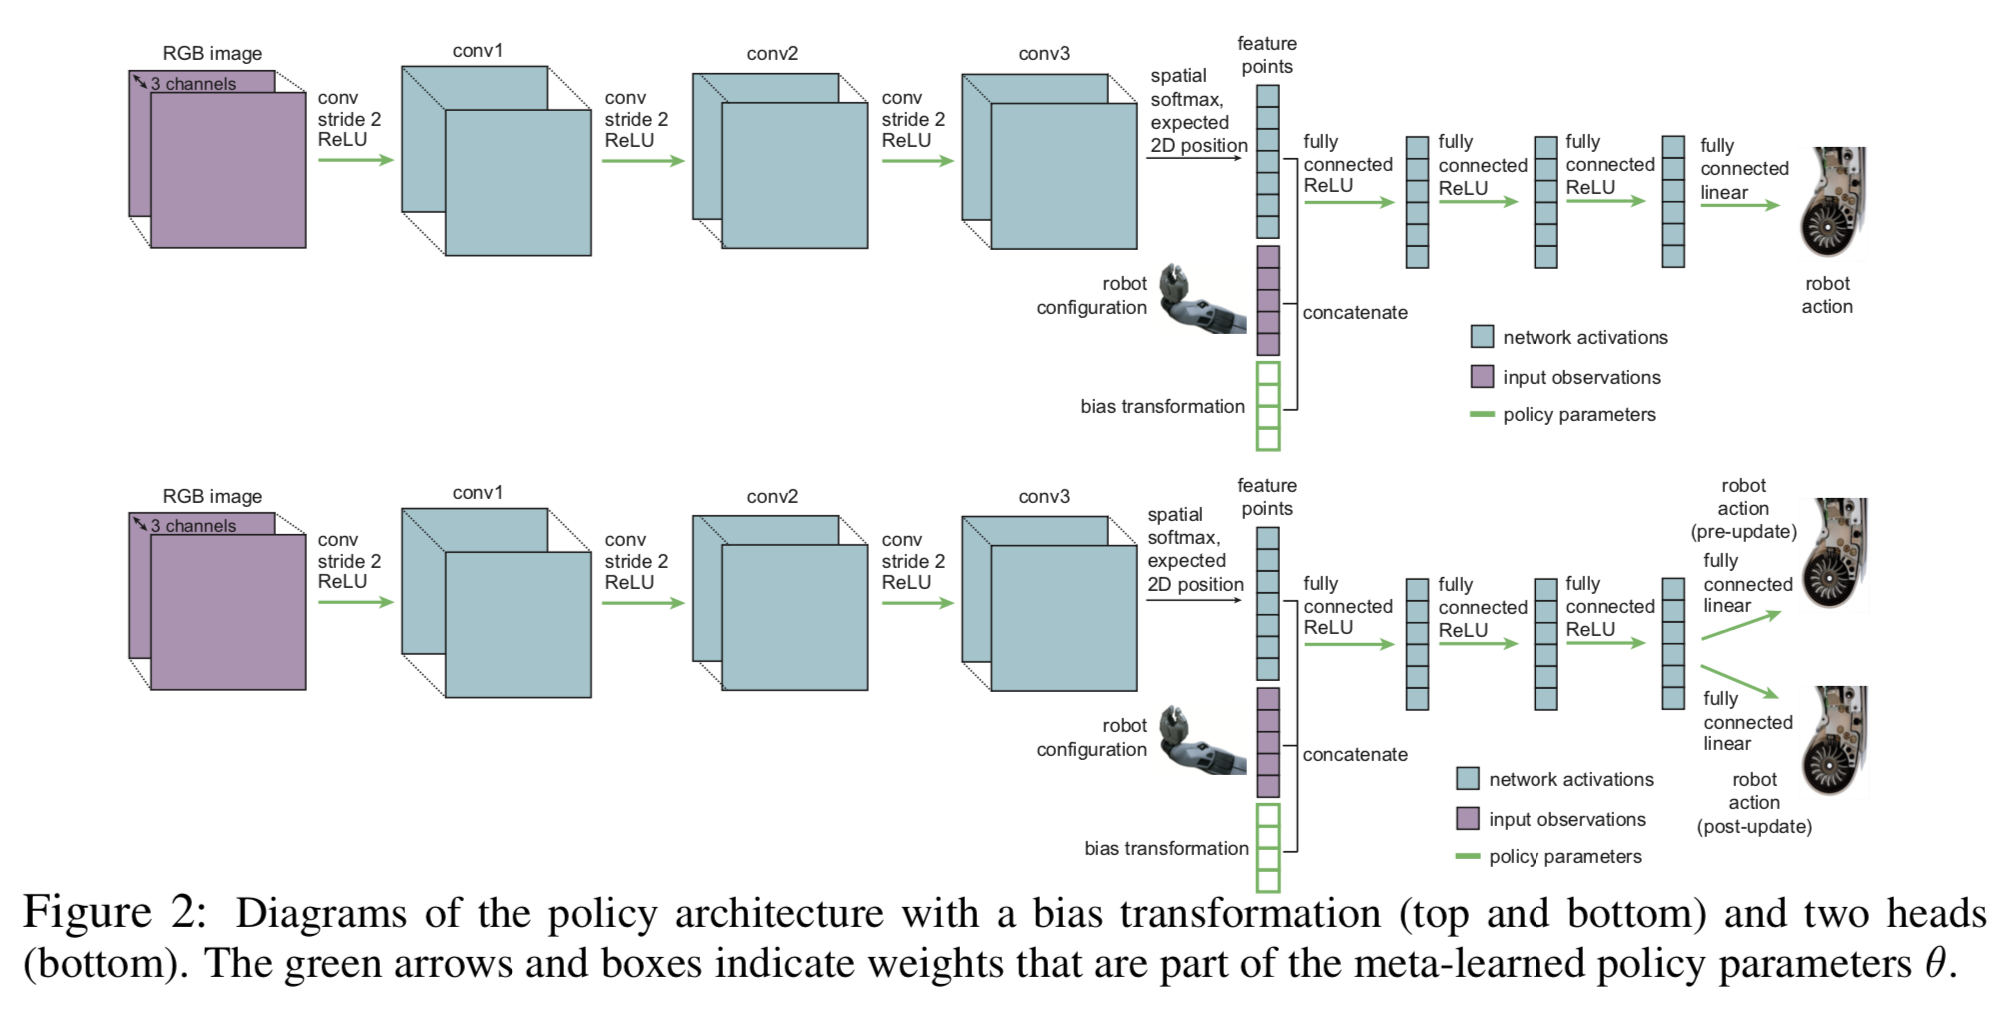 RGB image
3 channels
conv
stride 2
ReLU
conv1
conv
stride 2
ReLU
conv2
conv
stride 2
ReLU
conv3
spatial
softmax,
expected
2D position
feature
points
robot
configuration
bias transformation
concatenate
fully
connected
ReLU
fully
connected
ReLU
fully
connected
ReLU
fully
connected
linear
robot
action
network activations
input observations
policy parameters
RGB image
3 channels
conv
stride 2
ReLU
conv1
conv
stride 2
ReLU
conv2
conv
stride 2
ReLU
conv3
spatial
softmax,
expected
2D position
feature
points
robot
configuration
bias transformation
concatenate
fully
connected
ReLU
fully
connected
ReLU
fully
connected
ReLU
robot
action
(pre-update)
fully
connected
linear
fully
connected
linear
robot
action
(post-update)
network activations
input observations
policy parameters
Figure 2: Diagrams of the policy architecture with a bias transformation (top and bottom) and two heads
(bottom). The green arrows and boxes indicate weights that are part of the meta-learned policy parameters θ.